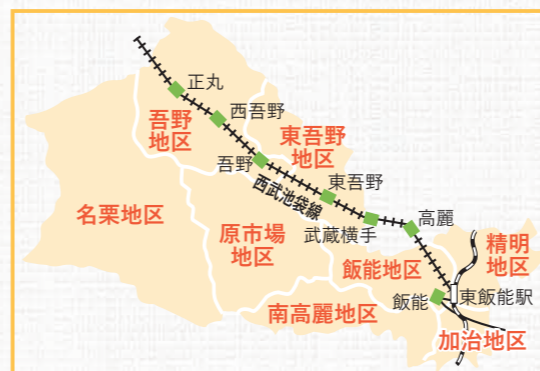 正丸
西吾野
吾野
地区
東吾野
地区
吾野
東吾野
西武池袋線
名栗地区
原市場
地区
武蔵横手
高麗
精明
地区
飯能地区
南高麗地区
飯能
東飯能駅
加治地区